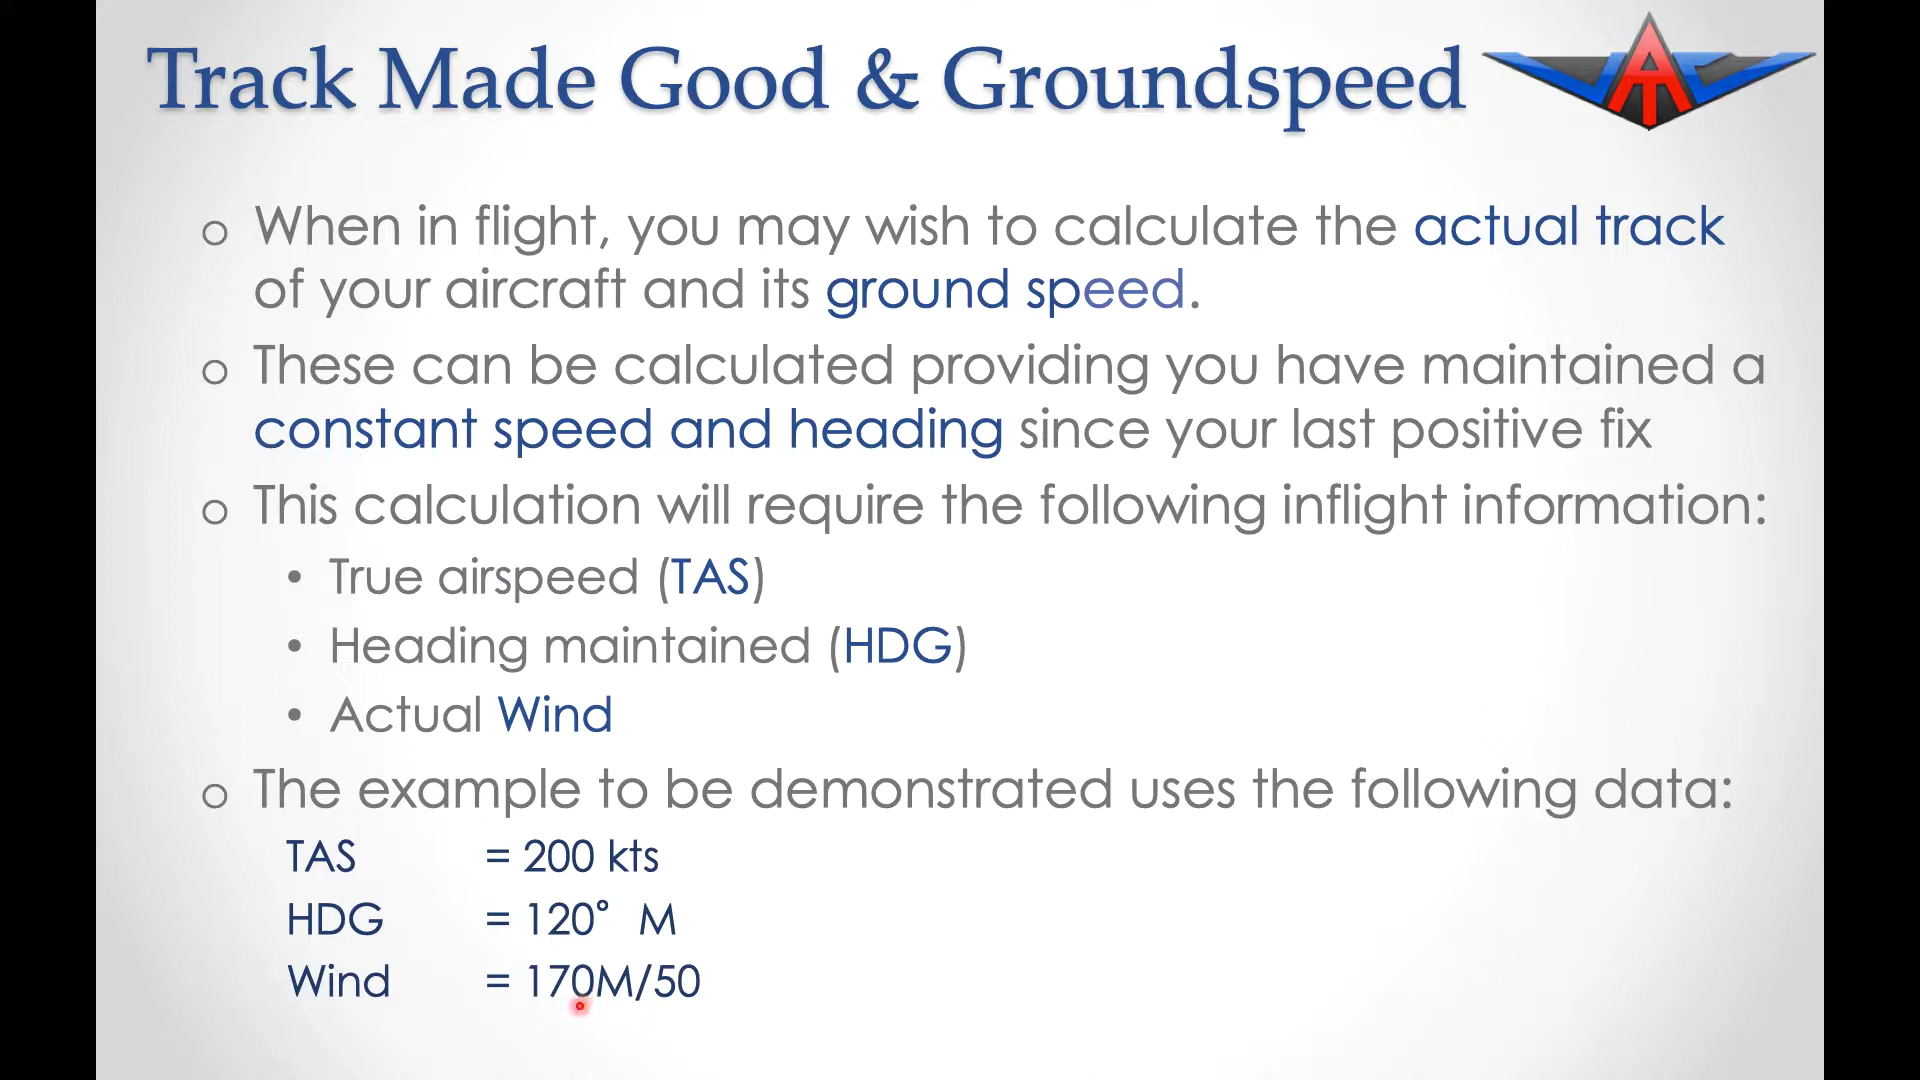 Track Made Good & Groundspeed
o When in flight, you may wish to calculate the actual track
of your aircraft and its ground speed.
o These can be calculated providing you have maintained a
constant speed and heading since your last positive fix
o This calculation will require the following inflight information:
• True airspeed (TAS)
• Heading maintained (HDG)
• Actual Wind
o The example to be demonstrated uses the following data:
TAS = 200 kts
HDG = 120° M
Wind = 170M/50